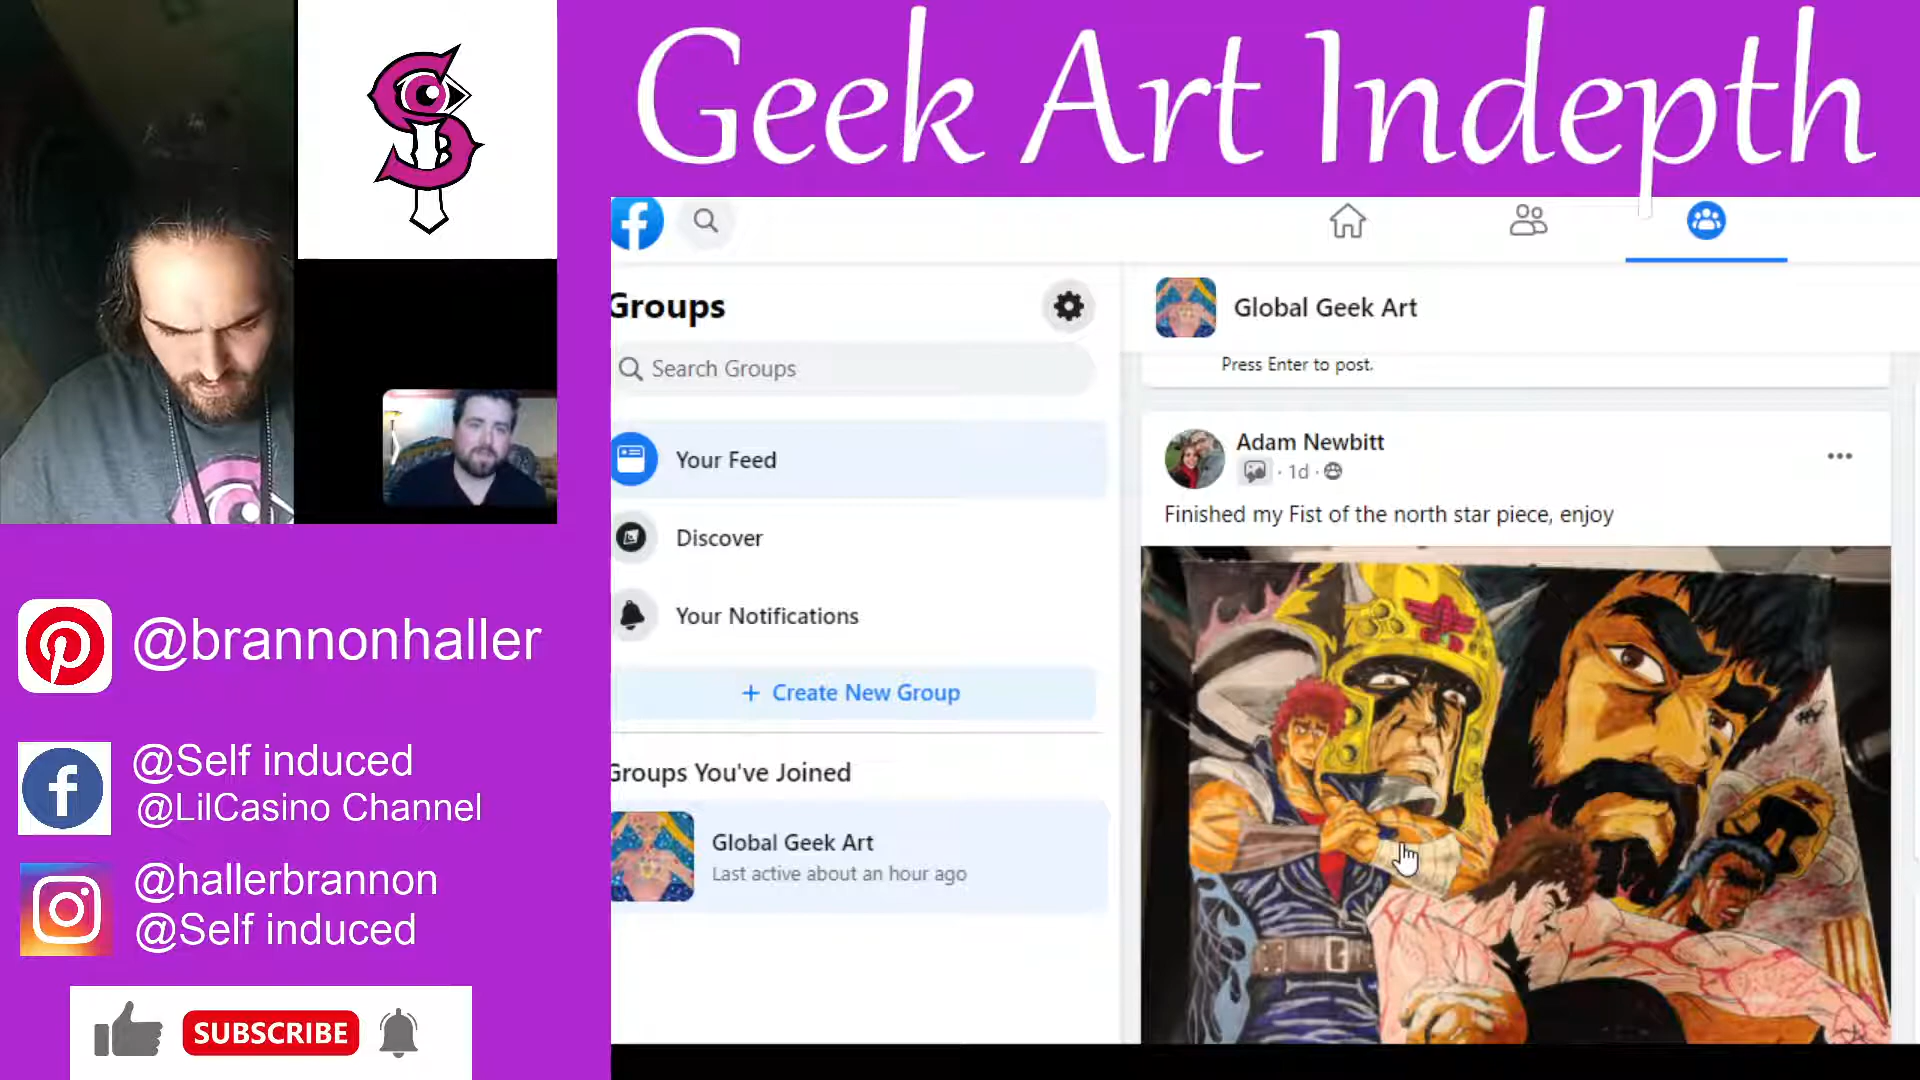 Geek Art Indepth
Groups
Search Groups
Your Feed
Discover
Your Notifications
+ Create New Group
Groups You've Joined
Global Geek Art
Last active about an hour ago
Global Geek Art
Press Enter to post.
Adam Newbitt
· 1d ·
Finished my Fist of the north star piece, enjoy
@brannonhaller
@Self induced
@LilCasino Channel
@hallerbrannon
@Self induced
SUBSCRIBE